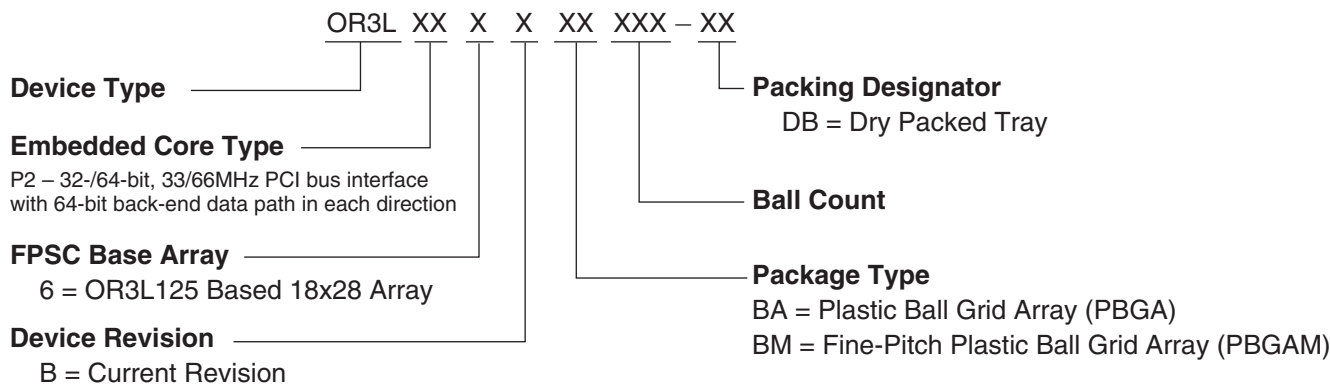 OR3L XX X X XX XXX – XX
Device Type
Embedded Core Type
P2 – 32-/64-bit, 33/66MHz PCI bus interface
with 64-bit back-end data path in each direction
FPSC Base Array
6 = OR3L125 Based 18x28 Array
Device Revision
B = Current Revision
Packing Designator
DB = Dry Packed Tray
Ball Count
Package Type
BA = Plastic Ball Grid Array (PBGA)
BM = Fine-Pitch Plastic Ball Grid Array (PBGAM)